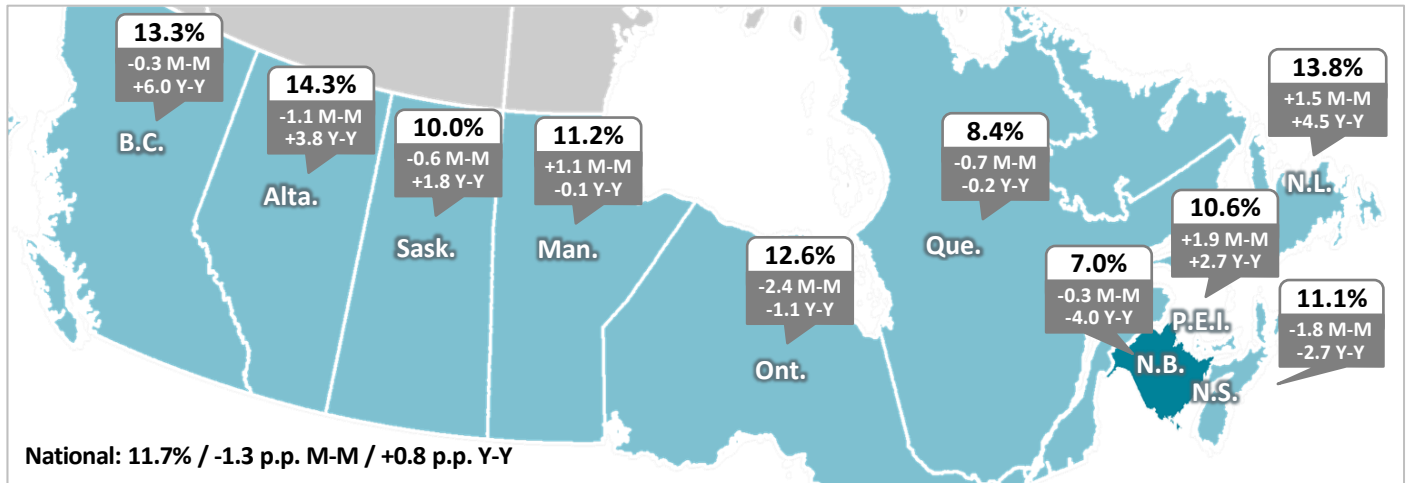 13.3%
-0.3 M-M
+6.0 Y-Y
B.C.
14.3%
-1.1 M-M
+3.8 Y-Y
Alta.
10.0%
-0.6 M-M
+1.8 Y-Y
Sask.
11.2%
+1.1 M-M
-0.1 Y-Y
Man.
12.6%
-2.4 M-M
-1.1 Y-Y
Ont.
8.4%
-0.7 M-M
-0.2 Y-Y
Que.
13.8%
+1.5 M-M
+4.5 Y-Y
N.L.
10.6%
+1.9 M-M
+2.7 Y-Y
P.E.I.
7.0%
-0.3 M-M
-4.0 Y-Y
N.B.
11.1%
-1.8 M-M
-2.7 Y-Y
N.S.
National: 11.7% / -1.3 p.p. M-M / +0.8 p.p. Y-Y